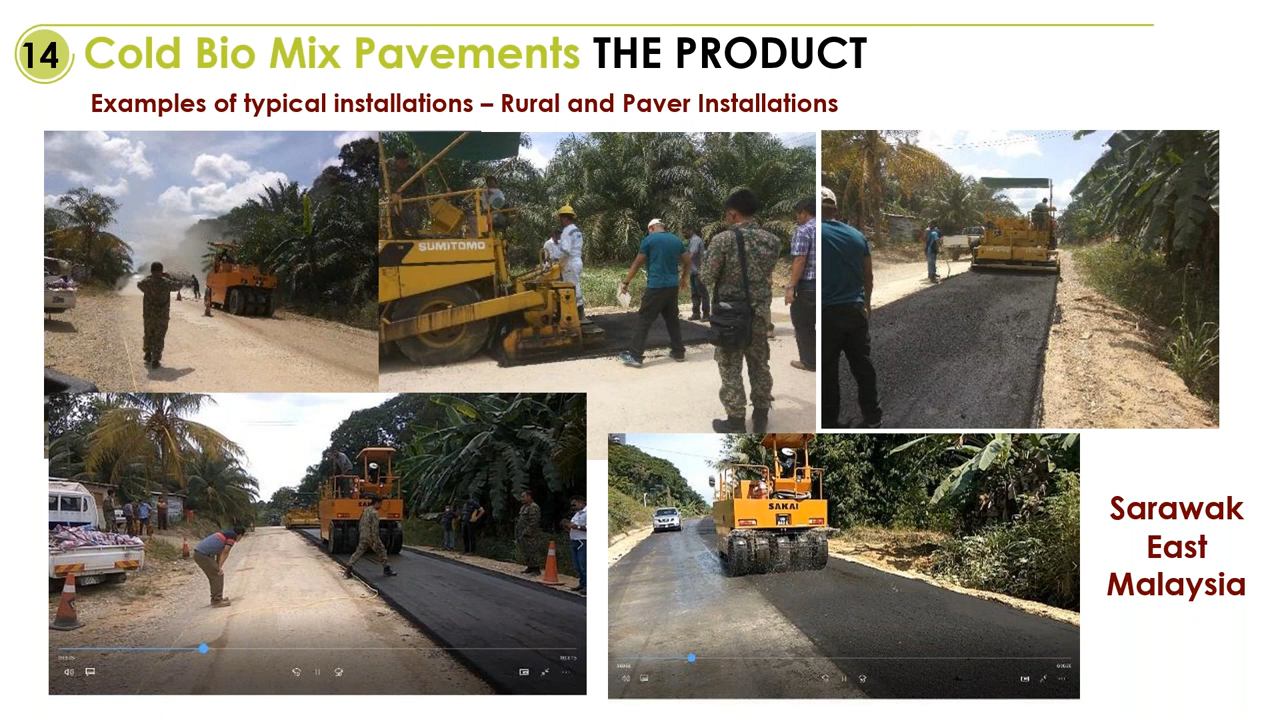 14 Cold Bio Mix Pavements THE PRODUCT
Examples of typical installations – Rural and Paver Installations
SUMITOMO
SAKAI
Sarawak
East
Malaysia